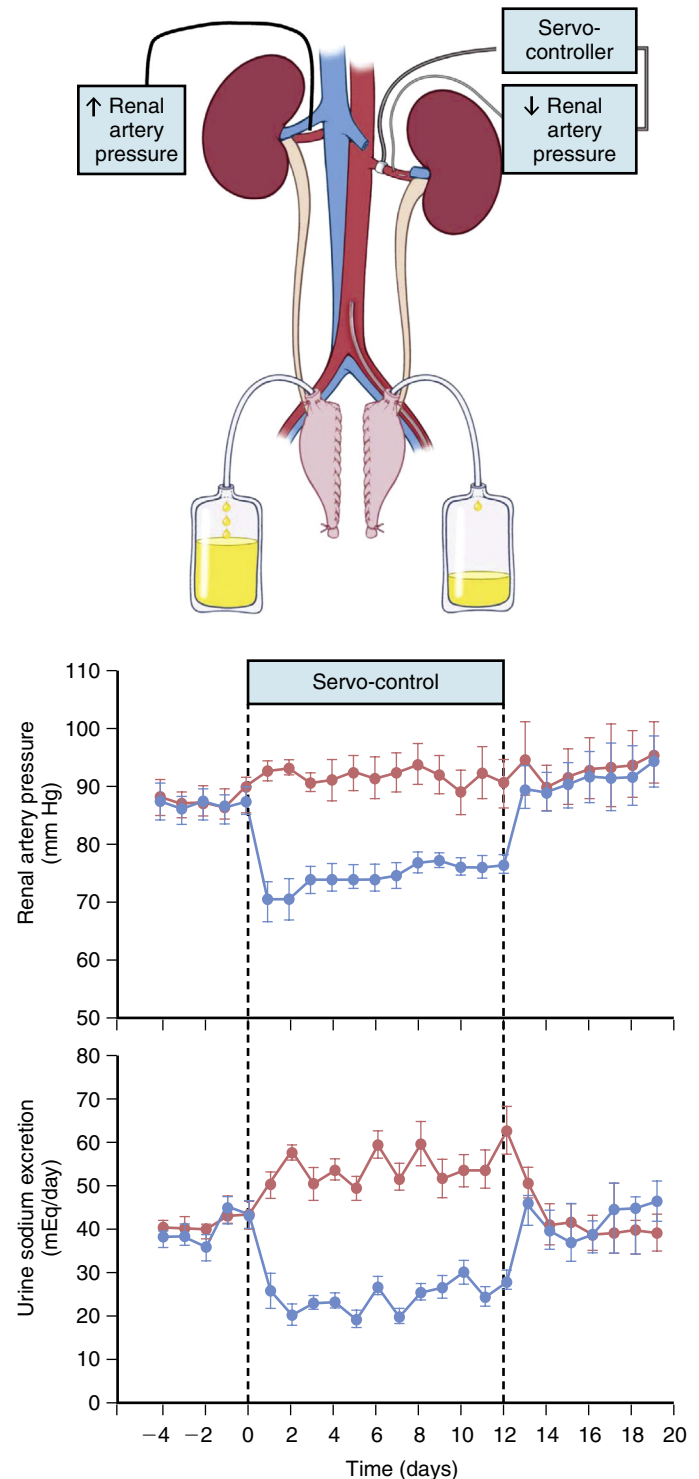 ↑ Renal
artery
pressure
Servo-
controller
↓ Renal
artery
pressure
Servo-control
Renal artery pressure
(mm Hg)
110
100
90
80
70
60
50
Urine sodium excretion
(mEq/day)
80
70
60
50
40
30
20
10
0
−4 −2 0 2 4 6 8 10 12 14 16 18 20
Time (days)